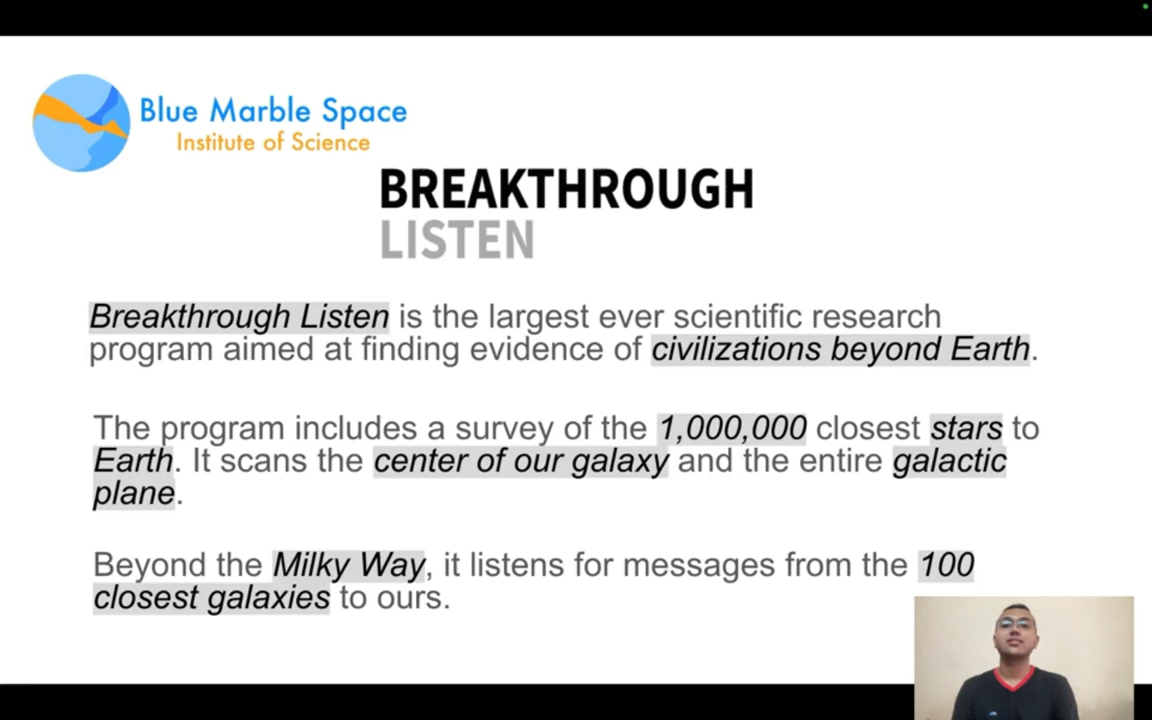 Blue Marble Space
Institute of Science
BREAKTHROUGH
LISTEN
Breakthrough Listen is the largest ever scientific research
program aimed at finding evidence of civilizations beyond Earth.
The program includes a survey of the 1,000,000 closest stars to
Earth. It scans the center of our galaxy and the entire galactic
plane.
Beyond the Milky Way, it listens for messages from the 100
closest galaxies to ours.